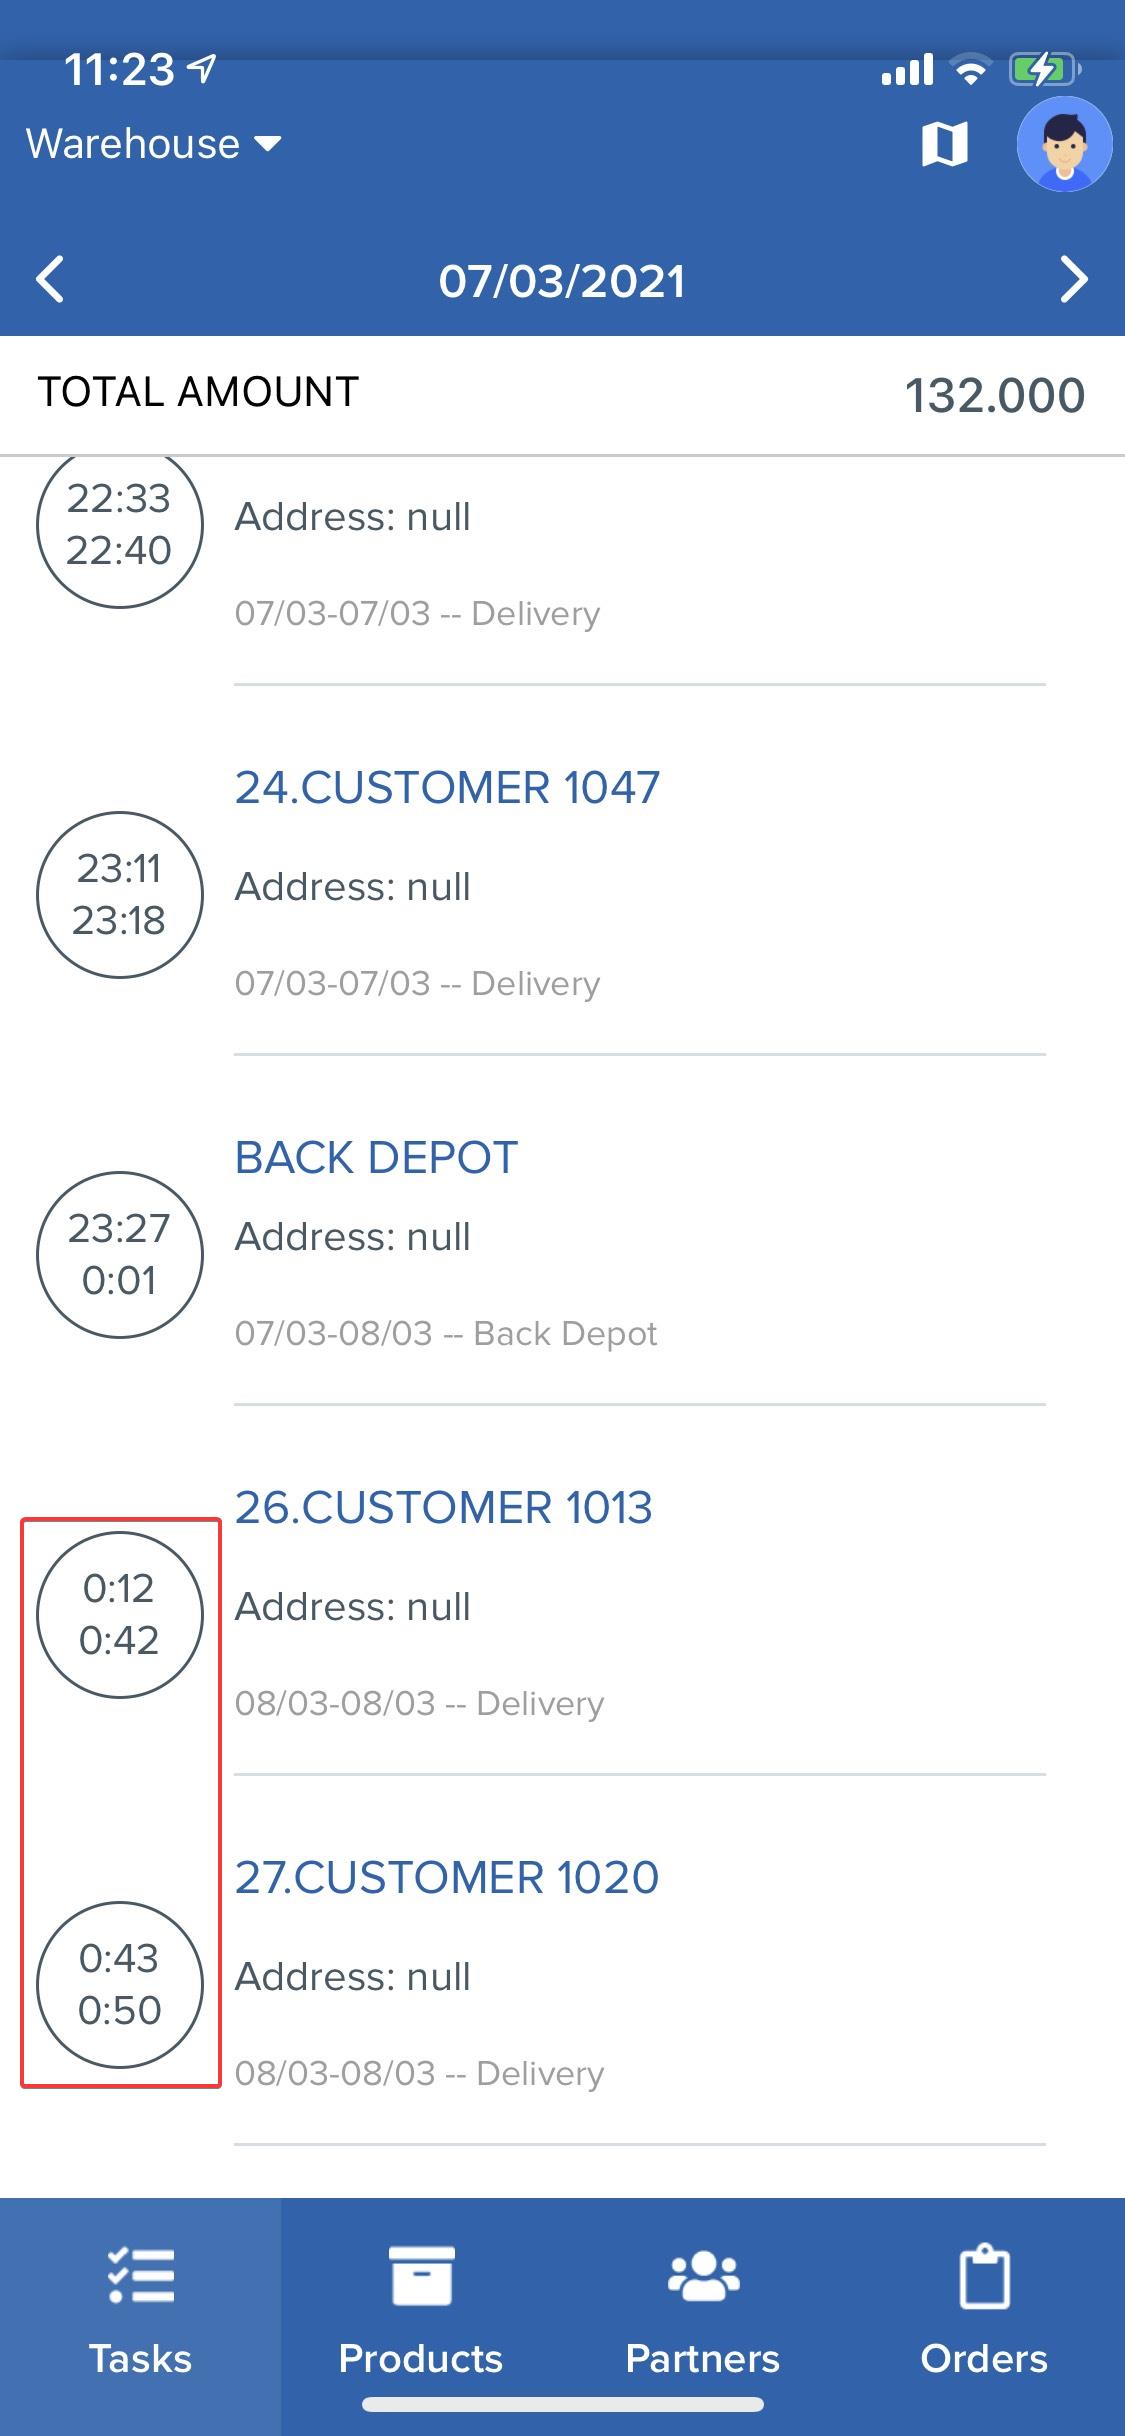 11:23
Warehouse
07/03/2021
TOTAL AMOUNT 132.000
22:33
22:40
Address: null
07/03-07/03 -- Delivery
24.CUSTOMER 1047
23:11
23:18
Address: null
07/03-07/03 -- Delivery
BACK DEPOT
23:27
0:01
Address: null
07/03-08/03 -- Back Depot
26.CUSTOMER 1013
0:12
0:42
Address: null
08/03-08/03 -- Delivery
27.CUSTOMER 1020
0:43
0:50
Address: null
08/03-08/03 -- Delivery
Tasks Products Partners Orders